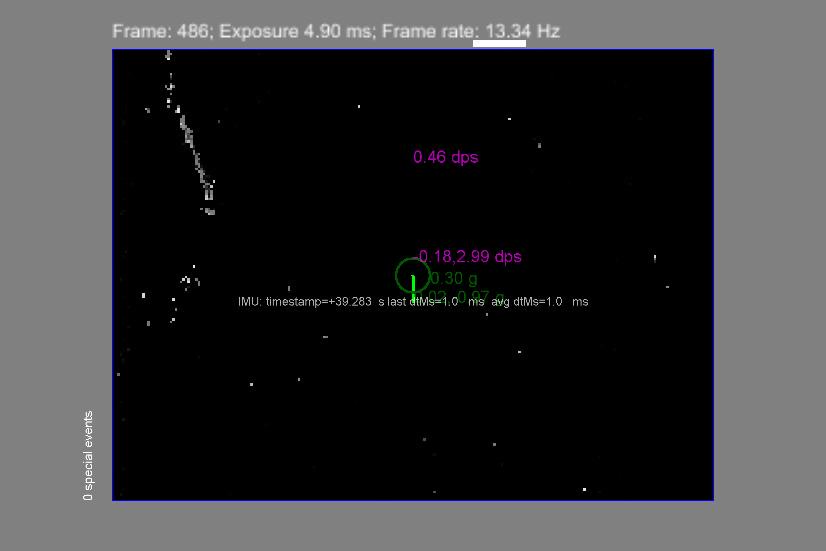 Frame: 486; Exposure 4.90 ms; Frame rate: 13.34 Hz
0.46 dps
-0.18,2.99 dps
0.30 g
IMU: timestamp=+39.283 s last dtMs=1.0 ms avg dtMs=1.0 ms
0 special events